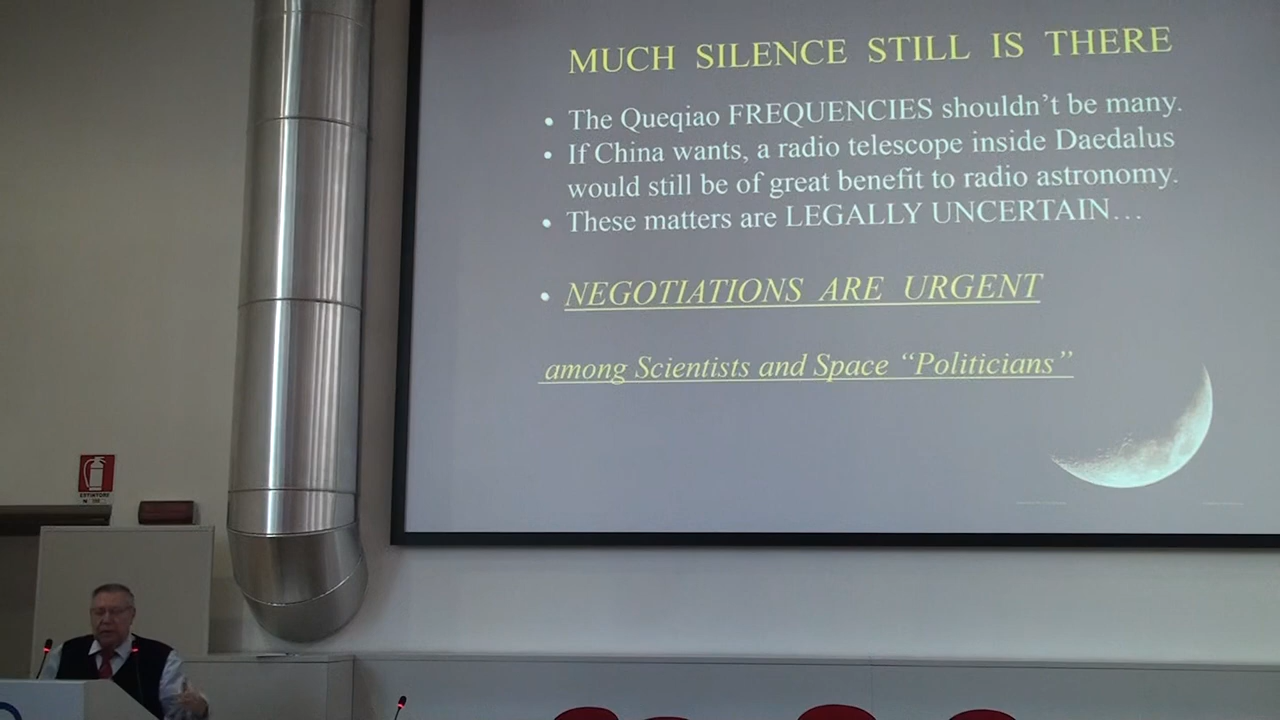 MUCH SILENCE STILL IS THERE
• The Queqiao FREQUENCIES shouldn't be many.
• If China wants, a radio telescope inside Daedalus
would still be of great benefit to radio astronomy.
• These matters are LEGALLY UNCERTAIN…
• NEGOTIATIONS ARE URGENT
among Scientists and Space “Politicians”
ESTINTORE